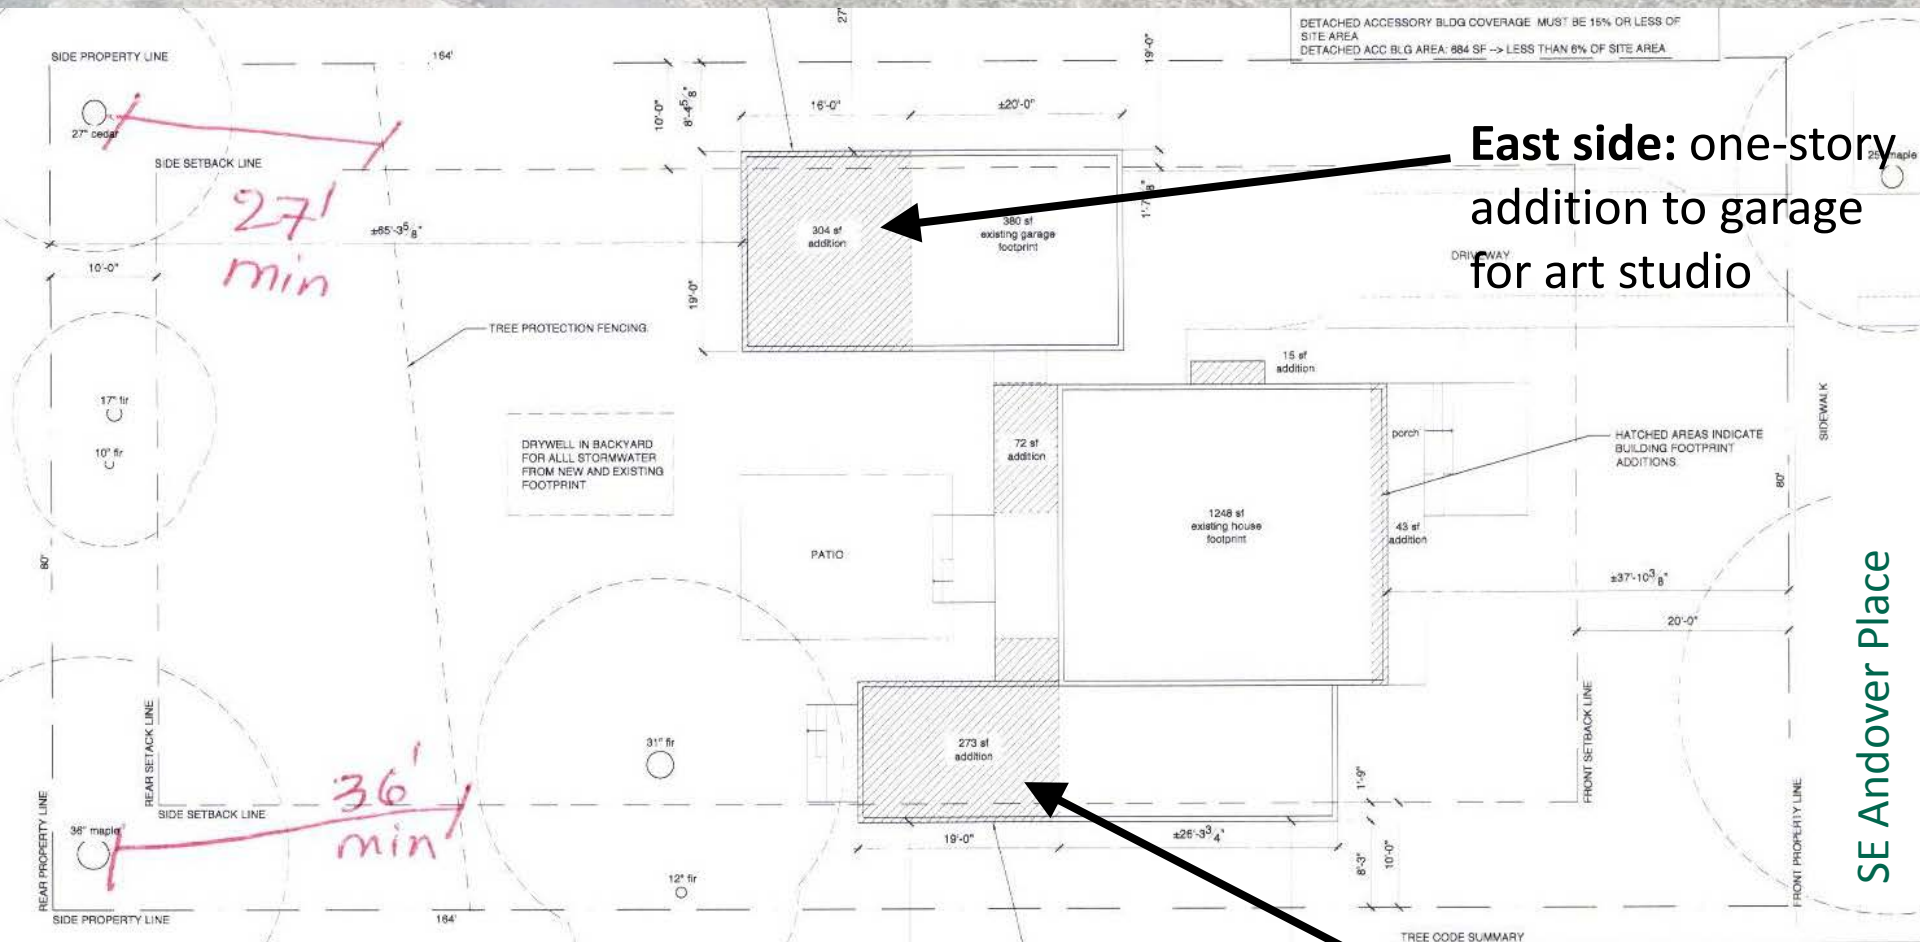 27'
19'-0"
DETACHED ACCESSORY BLDG COVERAGE MUST BE 15% OR LESS OF
SITE AREA
DETACHED ACC BLG AREA: 684 SF --> LESS THAN 6% OF SITE AREA
SIDE PROPERTY LINE
164'
10'-0"
8'-4 5/8"
16'-0"
±20'-0"
27" cedar
SIDE SETBACK LINE
East side: one-story
addition to garage
for art studio
25" maple
27'
min
±65'-3 5/8"
10'-0"
304 sf
addition
380 sf
existing garage
footprint
DRIVEWAY
19'-0"
TREE PROTECTION FENCING
15 sf
addition
17" fir
10" fir
DRYWELL IN BACKYARD
FOR ALLL STORMWATER
FROM NEW AND EXISTING
FOOTPRINT
72 sf
addition
porch
HATCHED AREAS INDICATE
BUILDING FOOTPRINT
ADDITIONS.
SIDEWALK
80'
80'
PATIO
1248 sf
existing house
footprint
43 sf
addition
±37'-10 3/8"
20'-0"
SE Andover Place
REAR SETACK LINE
FRONT SETBACK LINE
31" fir
273 sf
addition
36'
min
1'-9"
SIDE SETBACK LINE
36" maple
19'-0"
±26'-3 3/4"
8'-3"
10'-0"
REAR PROPERTY LINE
FRONT PROPERTY LINE
12" fir
SIDE PROPERTY LINE
164'
TREE CODE SUMMARY